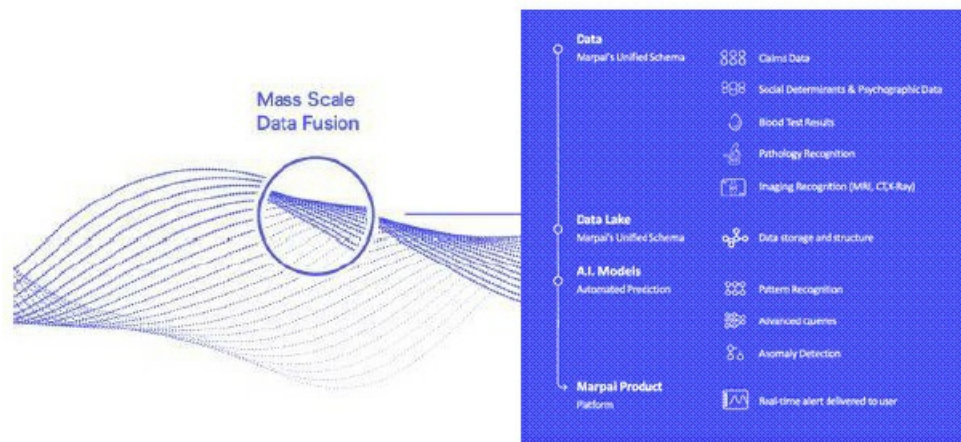 Mass Scale
Data Fusion
Data
Marpai's Unified Schema
Claims Data
Social Determinants & Psychographic Data
Blood Test Results
Pathology Recognition
Imaging Recognition (MRI, CT,X-Ray)
Data Lake
Marpai's Unified Schema
Data storage and structure
A.I. Models
Automated Prediction
Pattern Recognition
Advanced Queries
Anomaly Detection
Marpai Product
Platform
Real-time alert delivered to user